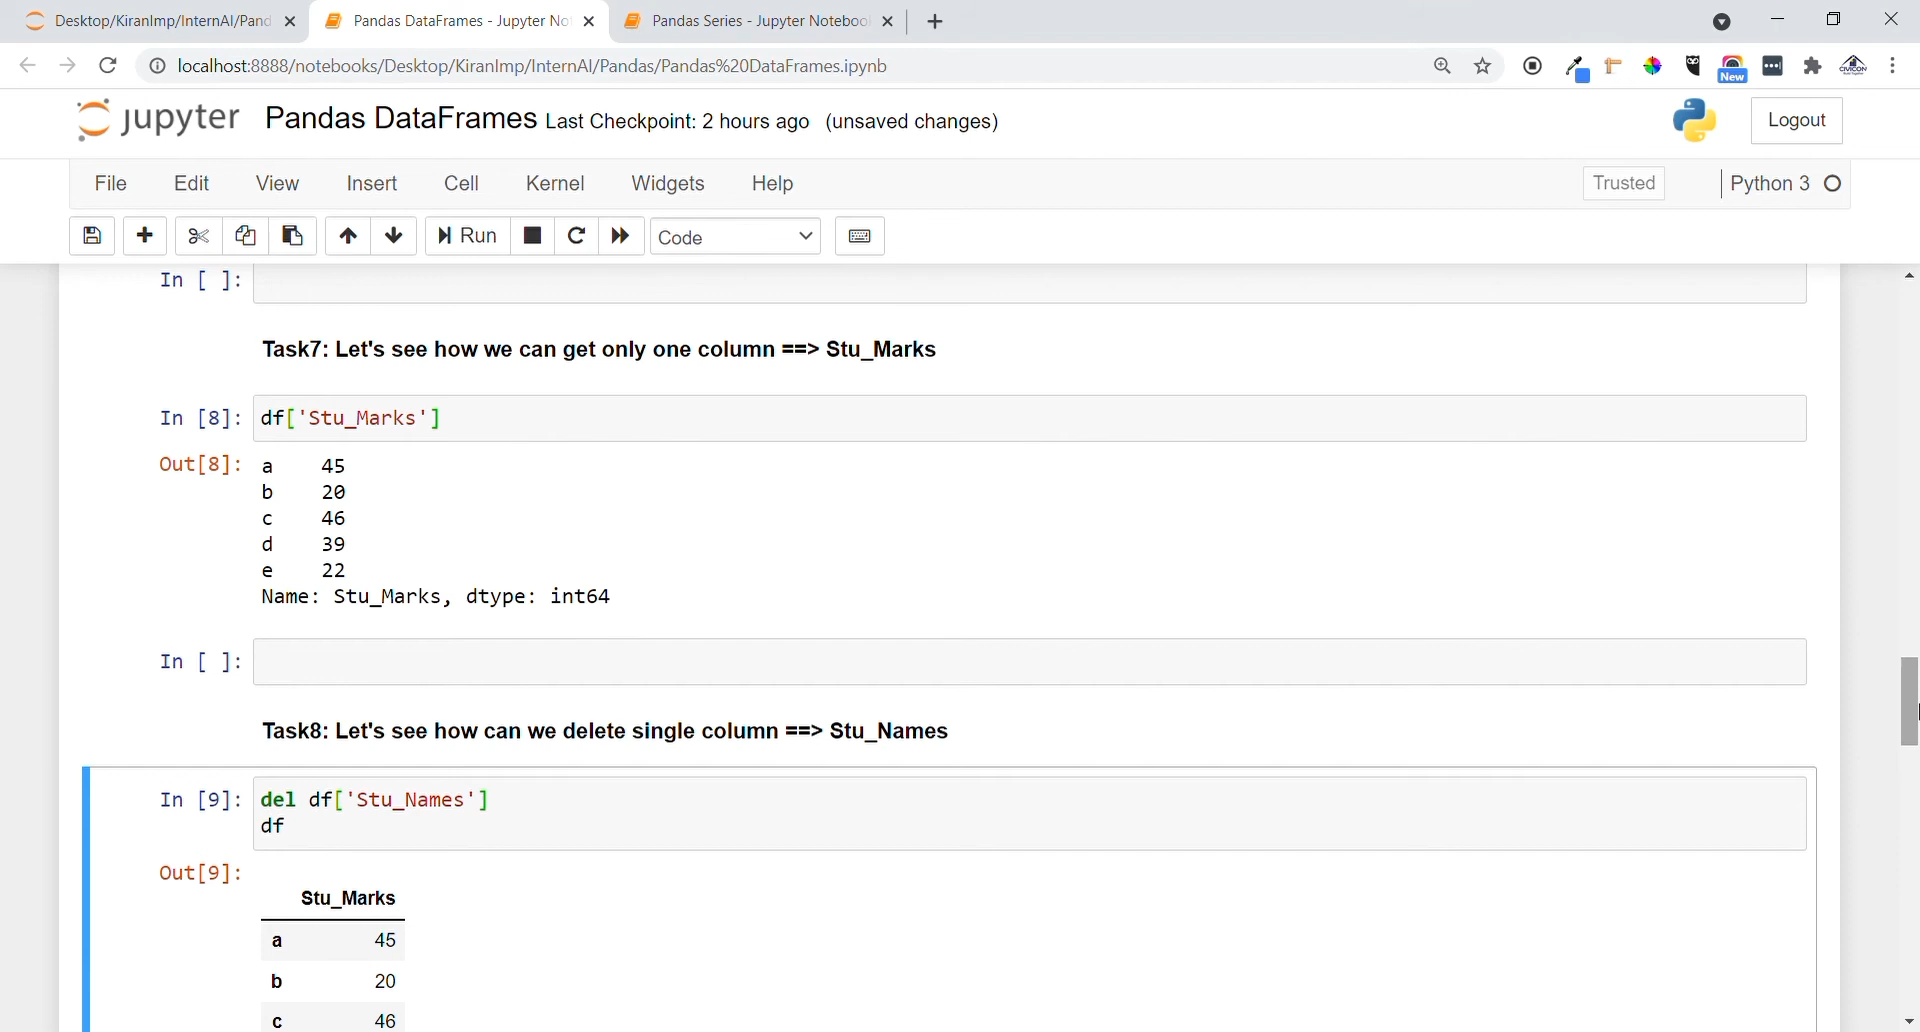 Desktop/KiranImp/InternAI/Pand
Pandas DataFrames - Jupyter No
Pandas Series - Jupyter Noteboo
localhost:8888/notebooks/Desktop/KiranImp/InternAI/Pandas/Pandas%20DataFrames.ipynb
New
CIVICON
jupyter Pandas DataFrames Last Checkpoint: 2 hours ago (unsaved changes)
Logout
File Edit View Insert Cell Kernel Widgets Help
Trusted
Python 3
Run
Code
In [ ]:
Task7: Let's see how we can get only one column ==> Stu_Marks
In [8]: df['Stu_Marks']
Out[8]: a 45
b 20
c 46
d 39
e 22
Name: Stu_Marks, dtype: int64
In [ ]:
Task8: Let's see how can we delete single column ==> Stu_Names
In [9]: del df['Stu_Names']
df
Out[9]:
Stu_Marks
a 45
b 20
c 46